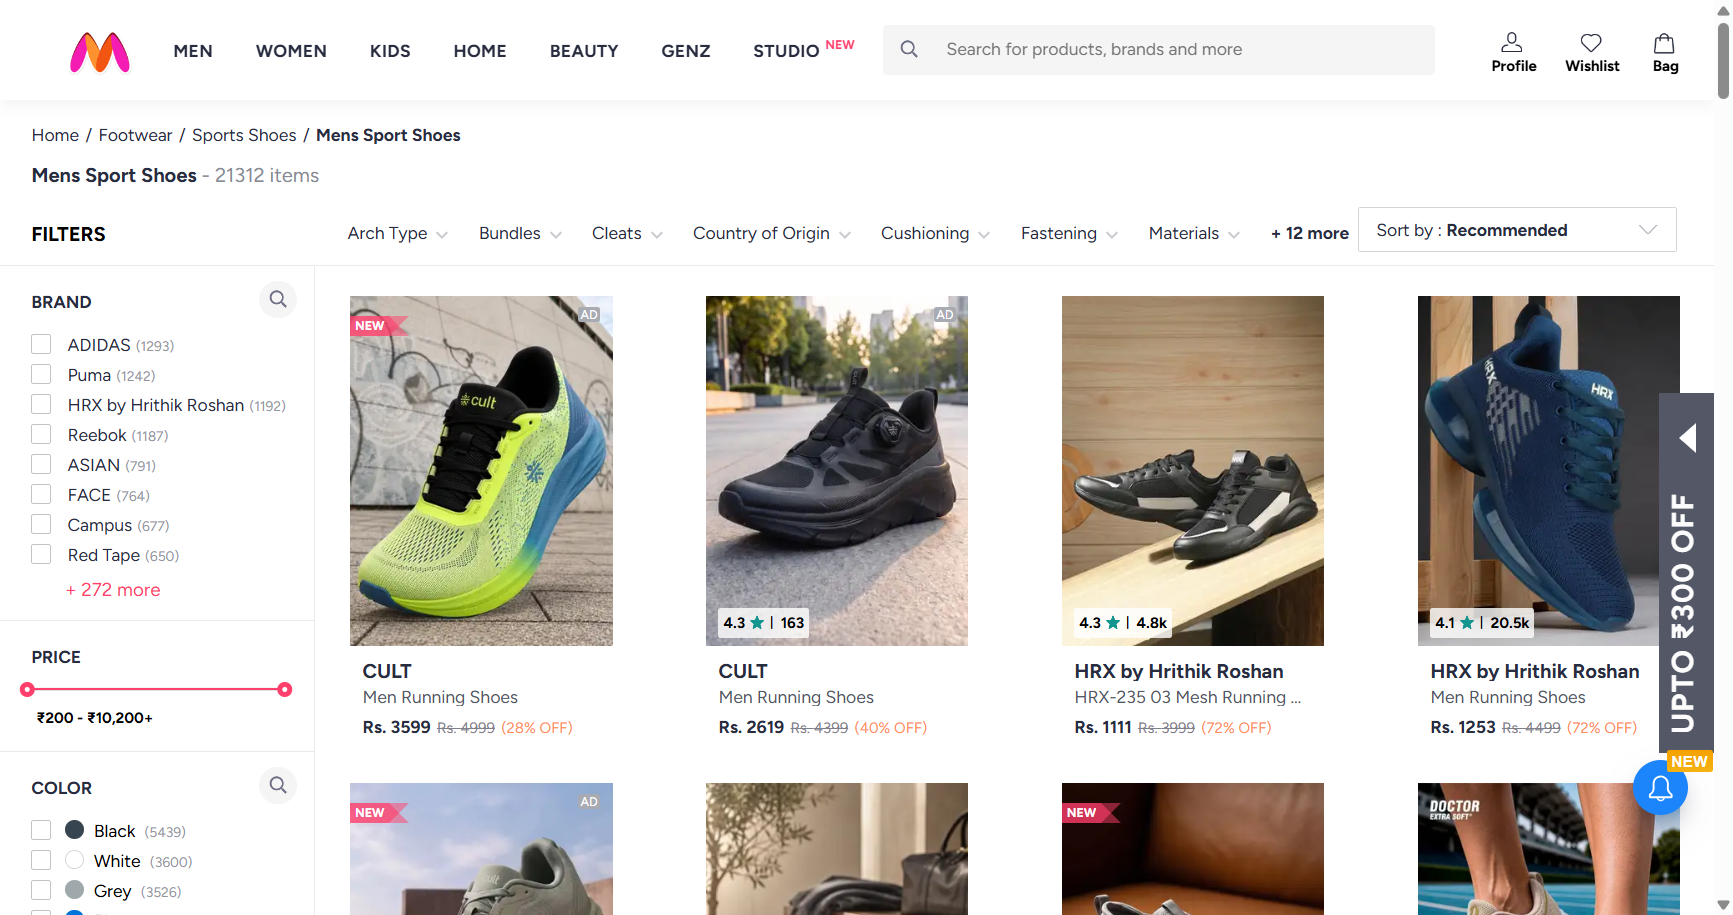 MEN WOMEN KIDS HOME BEAUTY GENZ STUDIO NEW Search for products, brands and more Profile Wishlist Bag
Home / Footwear / Sports Shoes / Mens Sport Shoes
Mens Sport Shoes - 21312 items
FILTERS
Arch Type Bundles Cleats Country of Origin Cushioning Fastening Materials + 12 more Sort by : Recommended
BRAND
ADIDAS (1293)
Puma (1242)
HRX by Hrithik Roshan (1192)
Reebok (1187)
ASIAN (791)
FACE (764)
Campus (677)
Red Tape (650)
+ 272 more
PRICE
₹200 - ₹10,200+
COLOR
Black (5439)
White (3600)
Grey (3526)
NEW
AD
cult
CULT
Men Running Shoes
Rs. 3599 Rs. 4999 (28% OFF)
AD
4.3 | 163
CULT
Men Running Shoes
Rs. 2619 Rs. 4399 (40% OFF)
4.3 | 4.8k
HRX by Hrithik Roshan
HRX-235 03 Mesh Running ...
Rs. 1111 Rs. 3999 (72% OFF)
HRX
HRX
4.1 | 20.5k
HRX by Hrithik Roshan
Men Running Shoes
Rs. 1253 Rs. 4499 (72% OFF)
UPTO ₹300 OFF
NEW
NEW
AD
cult
NEW
DOCTOR
EXTRA SOFT